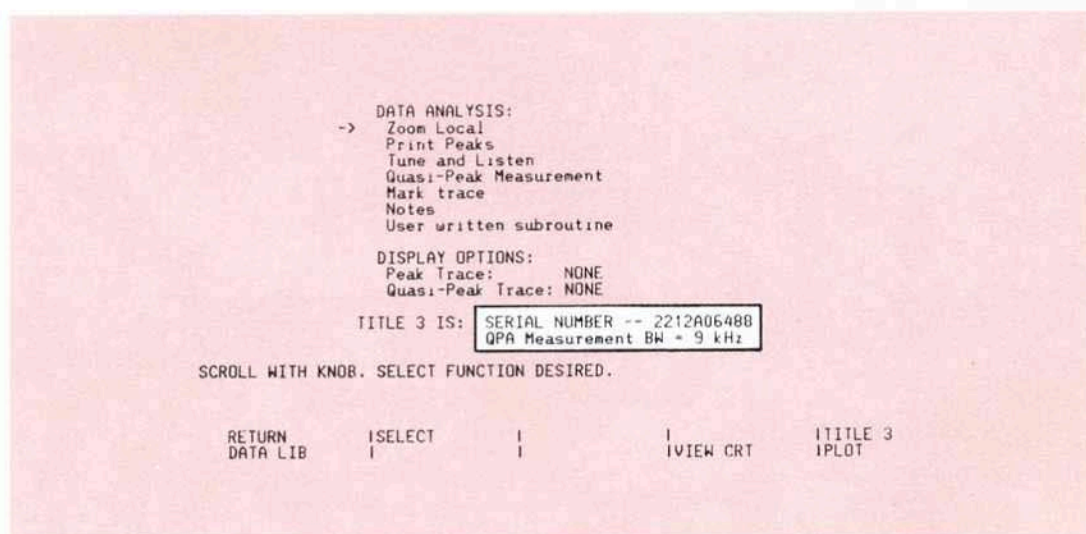 DATA ANALYSIS:
-> Zoom Local
Print Peaks
Tune and Listen
Quasi-Peak Measurement
Mark trace
Notes
User written subroutine
DISPLAY OPTIONS:
Peak Trace: NONE
Quasi-Peak Trace: NONE
TITLE 3 IS: SERIAL NUMBER -- 2212A06488
QPA Measurement BW = 9 kHz
SCROLL WITH KNOB. SELECT FUNCTION DESIRED.
RETURN |SELECT | | |TITLE 3
DATA LIB | | |VIEW CRT |PLOT